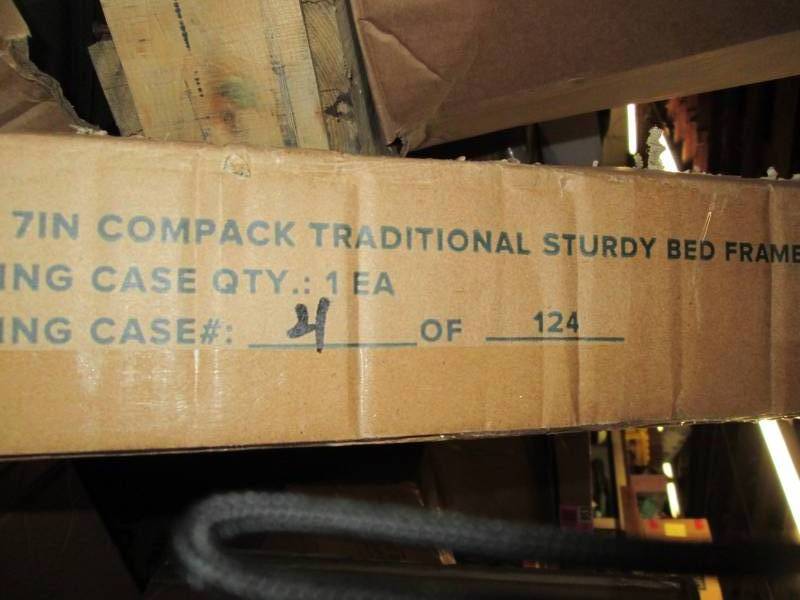 7IN COMPACK TRADITIONAL STURDY BED FRAME
ING CASE QTY.: 1 EA
ING CASE#: 4 OF 124